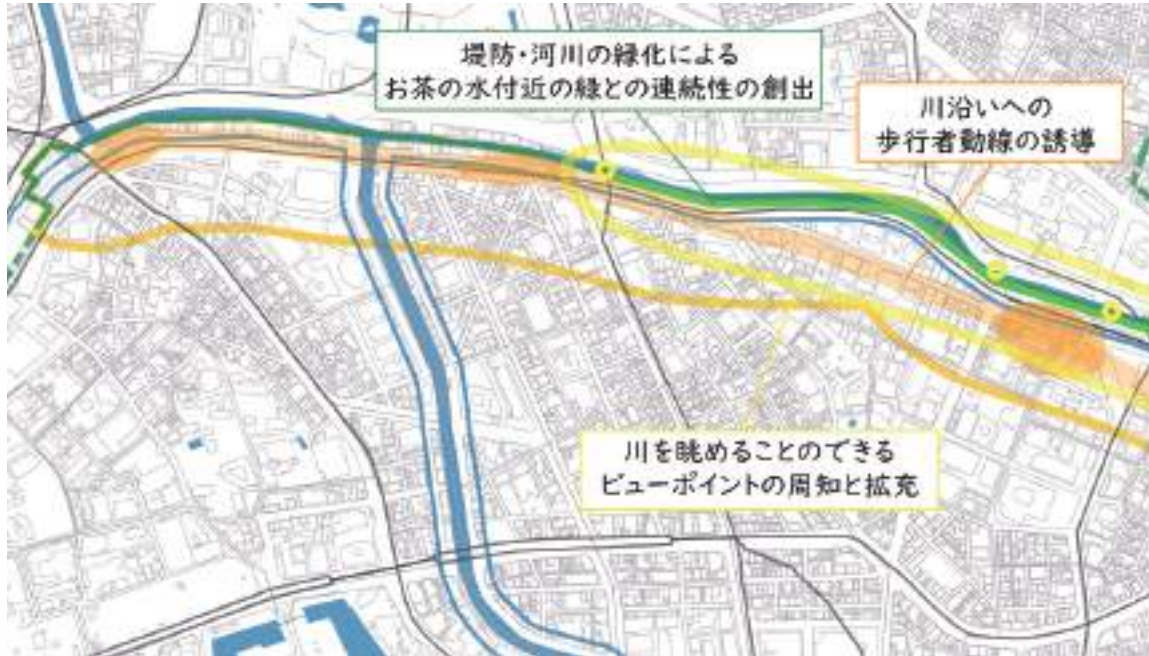 堤防・河川の緑化による
お茶の水付近の緑との連続性の創出
川沿いへの
歩行者動線の誘導
川を眺めることのできる
ビューポイントの周知と拡充